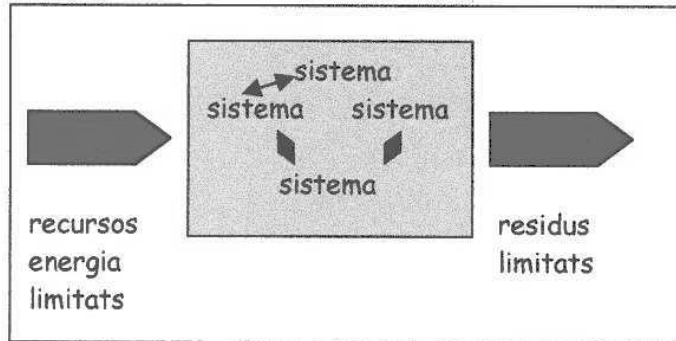 sistema
sistema
sistema
sistema
recursos
energia
limitats
residus
limitats